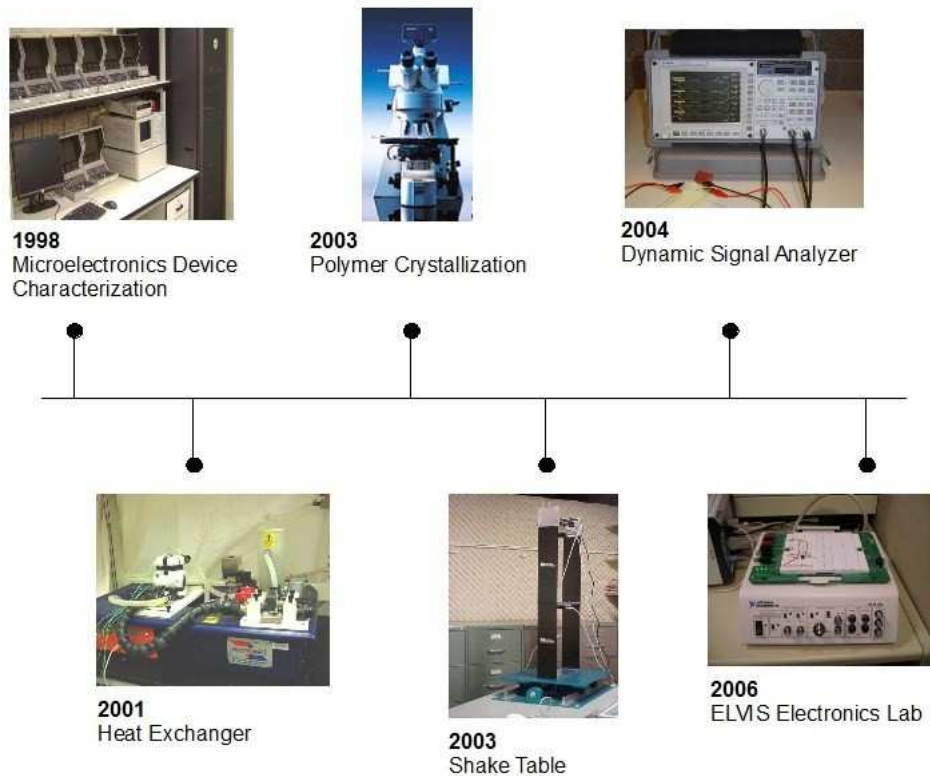 1998
Microelectronics Device
Characterization
2003
Polymer Crystallization
2004
Dynamic Signal Analyzer
2001
Heat Exchanger
2003
Shake Table
2006
ELVIS Electronics Lab